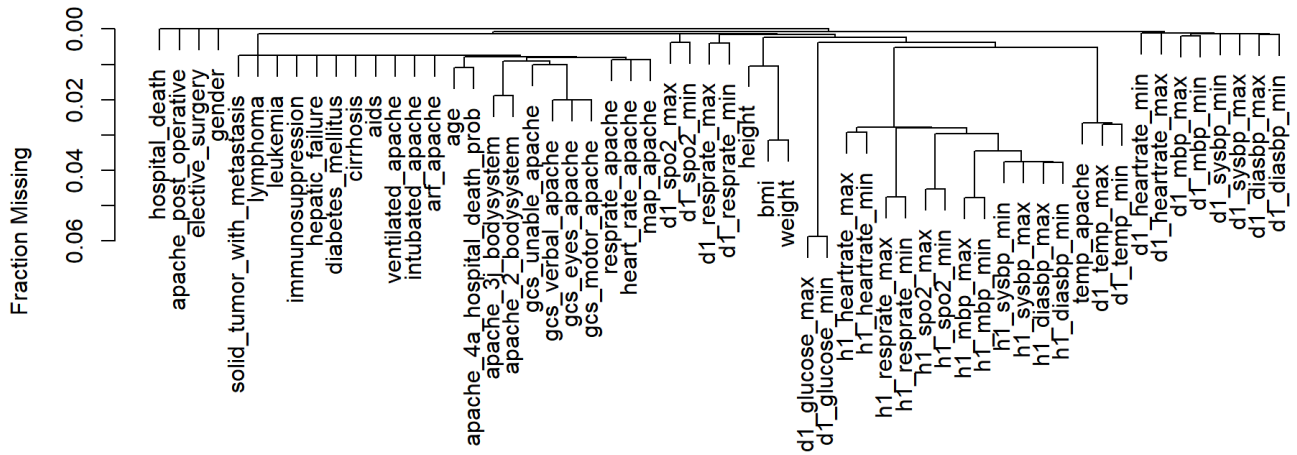 Fraction Missing
0.00
0.02
0.04
0.06
hospital_death
apache_post_operative
elective_surgery
gender
solid_tumor_with_metastasis
lymphoma
leukemia
immunosuppression
hepatic_failure
diabetes_mellitus
cirrhosis
aids
ventilated_apache
intubated_apache
arf_apache
age
apache_4a_hospital_death_prob
apache_3j_bodysystem
apache_2_bodysystem
gcs_unable_apache
gcs_verbal_apache
gcs_eyes_apache
gcs_motor_apache
resprate_apache
heart_rate_apache
map_apache
d1_spo2_max
d1_spo2_min
d1_resprate_max
d1_resprate_min
height
bmi
weight
d1_glucose_max
d1_glucose_min
h1_heartrate_max
h1_heartrate_min
h1_resprate_max
h1_resprate_min
h1_spo2_max
h1_spo2_min
h1_mbp_max
h1_mbp_min
h1_sysbp_min
h1_sysbp_max
h1_diasbp_max
h1_diasbp_min
temp_apache
d1_temp_max
d1_temp_min
d1_heartrate_min
d1_heartrate_max
d1_mbp_max
d1_mbp_min
d1_sysbp_min
d1_sysbp_max
d1_diasbp_max
d1_diasbp_min